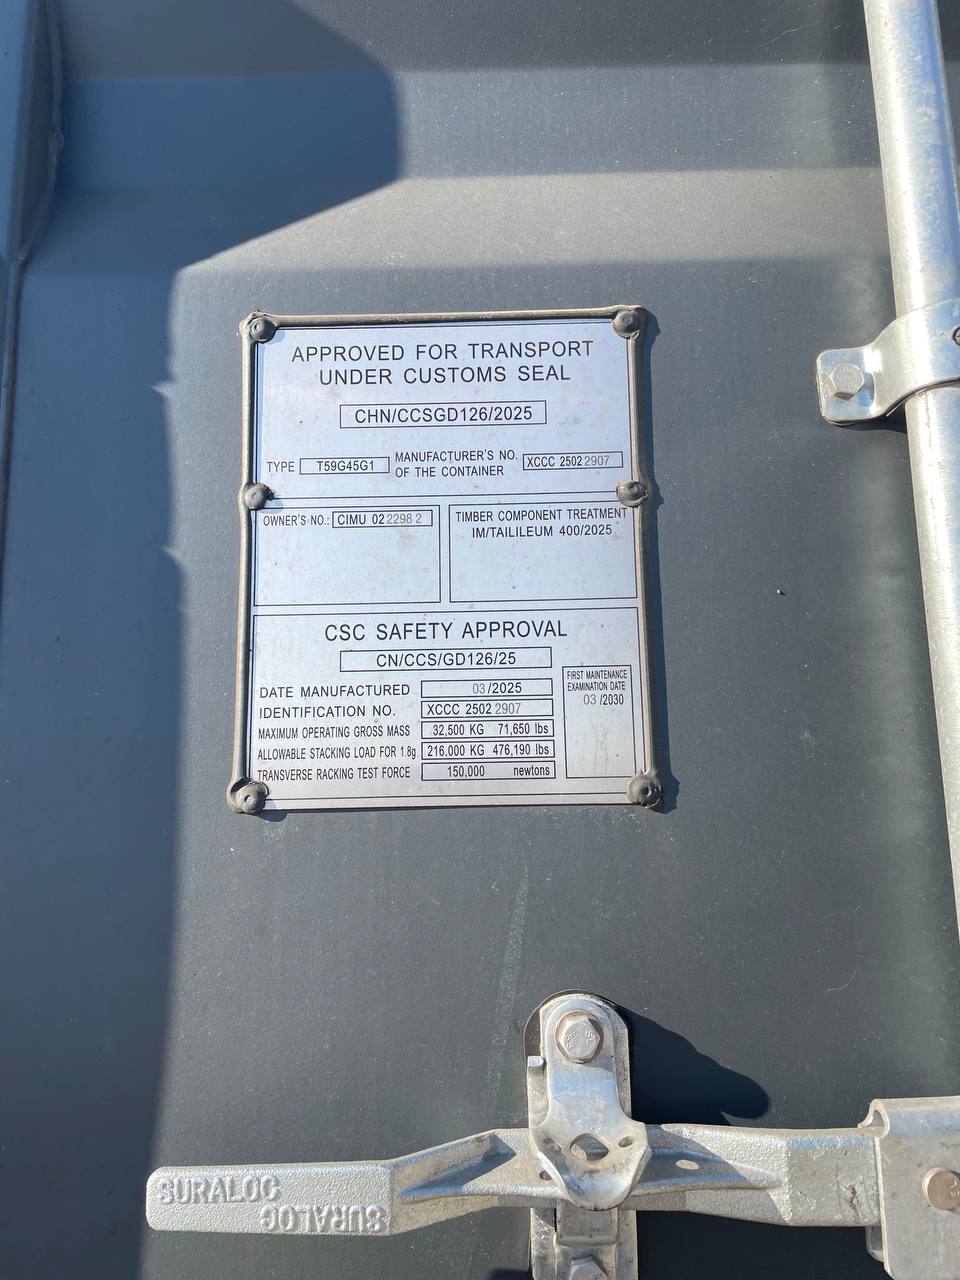 APPROVED FOR TRANSPORT
UNDER CUSTOMS SEAL
CHN/CCSGD126/2025
TYPE T59G45G1
MANUFACTURER'S NO.
OF THE CONTAINER
XCCC 2502 2907
OWNER'S NO.: CIMU 02 2298 2
TIMBER COMPONENT TREATMENT
IM/TAILILEUM 400/2025
CSC SAFETY APPROVAL
CN/CCS/GD126/25
DATE MANUFACTURED 03/2025
IDENTIFICATION NO. XCCC 2502 2907
MAXIMUM OPERATING GROSS MASS 32,500 KG 71,650 lbs
ALLOWABLE STACKING LOAD FOR 1.8g 216,000 KG 476,190 lbs
TRANSVERSE RACKING TEST FORCE 150,000 newtons
FIRST MAINTENANCE
EXAMINATION DATE
03 /2030
SURALOC
SURALOC